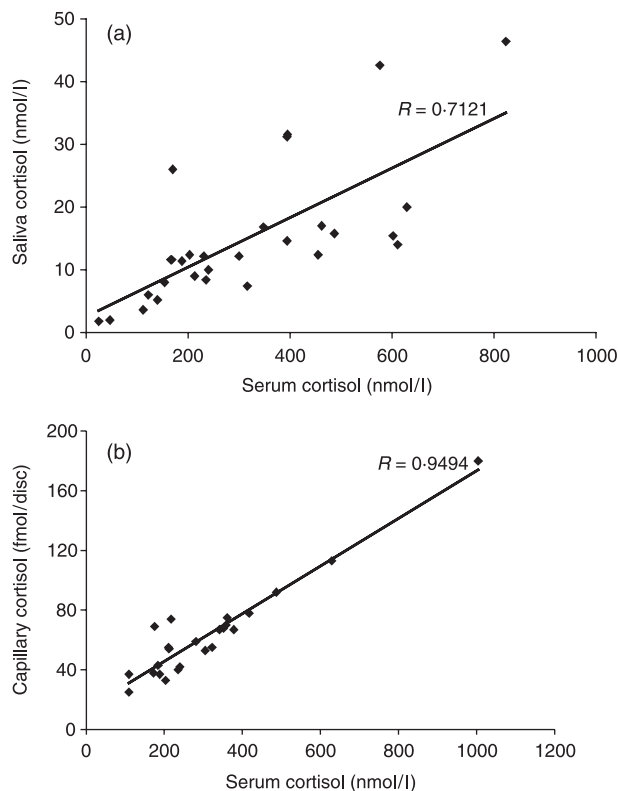 (a)
50
40
30
20
10
0
Saliva cortisol (nmol/l)
R = 0·7121
0 200 400 600 800 1000
Serum cortisol (nmol/l)
(b)
200
160
120
80
40
0
Capillary cortisol (fmol/disc)
R = 0·9494
0 200 400 600 800 1000 1200
Serum cortisol (nmol/l)